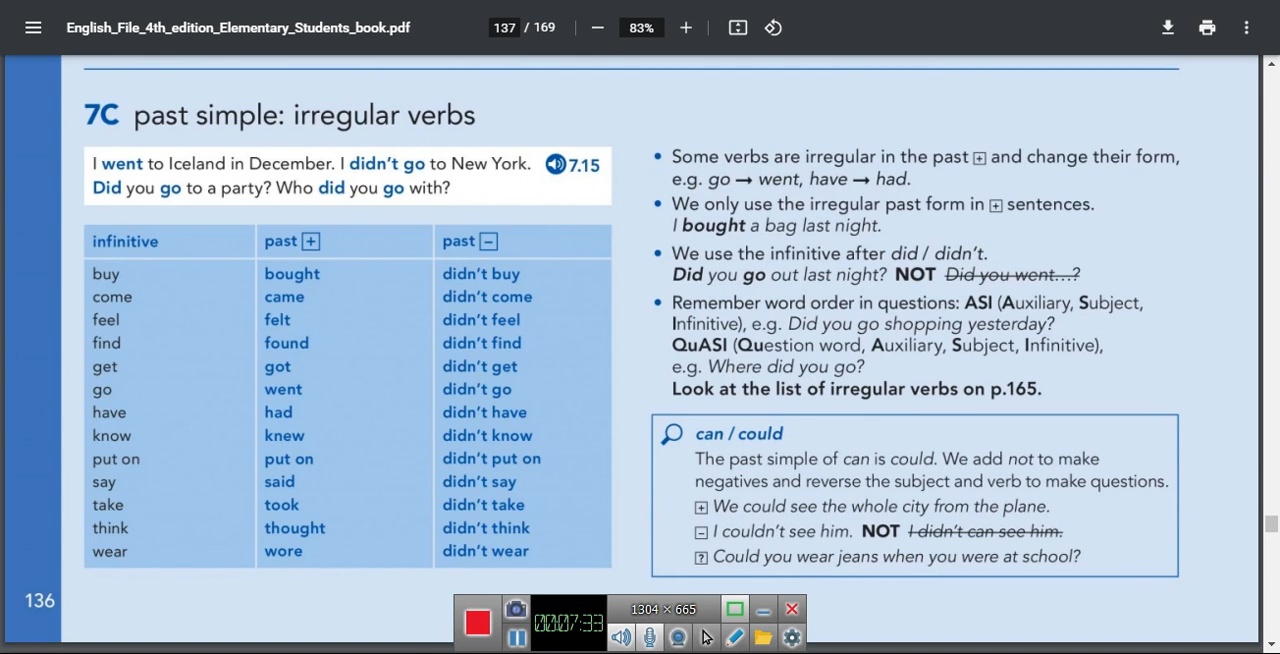 English_File_4th_edition_Elementary_Students_book.pdf
137 / 169
83%
7C past simple: irregular verbs
I went to Iceland in December. I didn't go to New York. 7.15
Did you go to a party? Who did you go with?
infinitive past + past −
buy bought didn't buy
come came didn't come
feel felt didn't feel
find found didn't find
get got didn't get
go went didn't go
have had didn't have
know knew didn't know
put on put on didn't put on
say said didn't say
take took didn't take
think thought didn't think
wear wore didn't wear
136
• Some verbs are irregular in the past + and change their form,
e.g. go → went, have → had.
• We only use the irregular past form in + sentences.
I bought a bag last night.
• We use the infinitive after did / didn't.
Did you go out last night? NOT Did you went...?
• Remember word order in questions: ASI (Auxiliary, Subject,
Infinitive), e.g. Did you go shopping yesterday?
QuASI (Question word, Auxiliary, Subject, Infinitive),
e.g. Where did you go?
Look at the list of irregular verbs on p.165.
can / could
The past simple of can is could. We add not to make
negatives and reverse the subject and verb to make questions.
+ We could see the whole city from the plane.
− I couldn't see him. NOT I didn't can see him.
? Could you wear jeans when you were at school?
00:07:33
1304 × 665